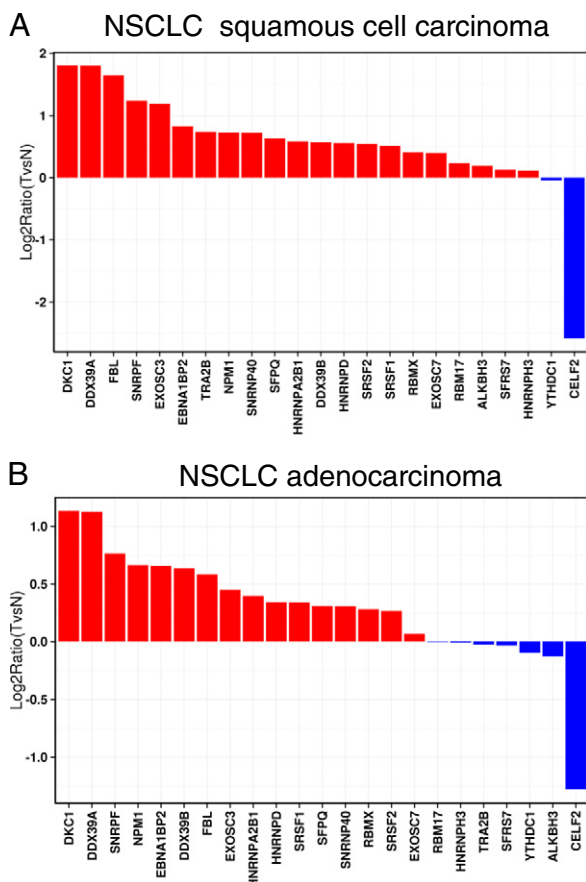 A
NSCLC squamous cell carcinoma
Log2Ratio(TvsN)
2
1
0
-1
-2
DKC1
DDX39A
FBL
SNRPF
EXOSC3
EBNA1BP2
TRA2B
NPM1
SNRNP40
SFPQ
HNRNPA2B1
DDX39B
HNRNPD
SRSF2
SRSF1
RBMX
EXOSC7
RBM17
ALKBH3
SFRS7
HNRNPH3
YTHDC1
CELF2
B
NSCLC adenocarcinoma
Log2Ratio(TvsN)
1.0
0.5
0.0
-0.5
-1.0
DKC1
DDX39A
SNRPF
NPM1
EBNA1BP2
DDX39B
FBL
EXOSC3
HNRNPA2B1
HNRNPD
SRSF1
SFPQ
SNRNP40
RBMX
SRSF2
EXOSC7
RBM17
HNRNPH3
TRA2B
SFRS7
YTHDC1
ALKBH3
CELF2